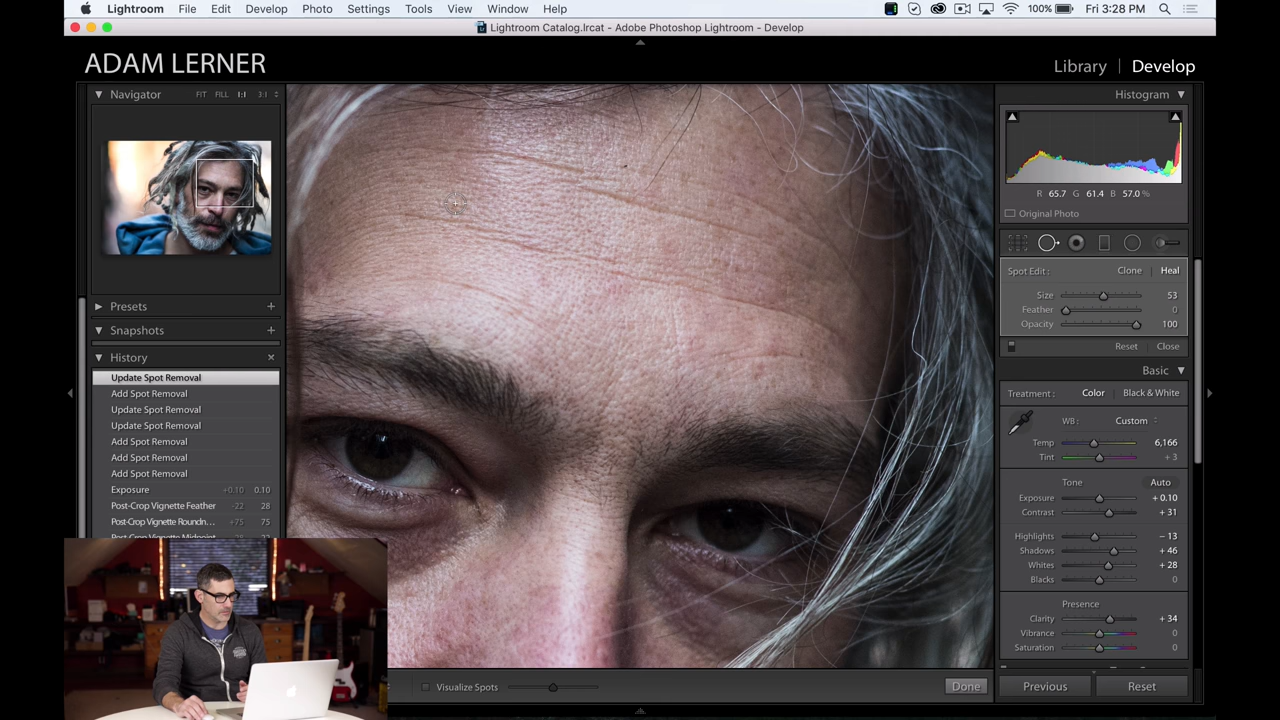 Lightroom File Edit Develop Photo Settings Tools View Window Help 100% Fri 3:28 PM
Lightroom Catalog.lrcat - Adobe Photoshop Lightroom - Develop
ADAM LERNER Library | Develop
Navigator FIT FILL 1:1 3:1
Presets
Snapshots
History
Update Spot Removal
Add Spot Removal
Update Spot Removal
Update Spot Removal
Add Spot Removal
Add Spot Removal
Add Spot Removal
Exposure +0.10 0.10
Post-Crop Vignette Feather -22 28
Post-Crop Vignette Roundn... +75 75
Visualize Spots
Done
Histogram
R 65.7 G 61.4 B 57.0 %
Original Photo
Spot Edit : Clone Heal
Size 53
Feather 0
Opacity 100
Reset Close
Basic
Treatment : Color Black & White
WB : Custom
Temp 6,166
Tint + 3
Tone Auto
Exposure + 0.10
Contrast + 31
Highlights – 13
Shadows + 46
Whites + 28
Blacks 0
Presence
Clarity + 34
Vibrance 0
Saturation 0
Previous Reset